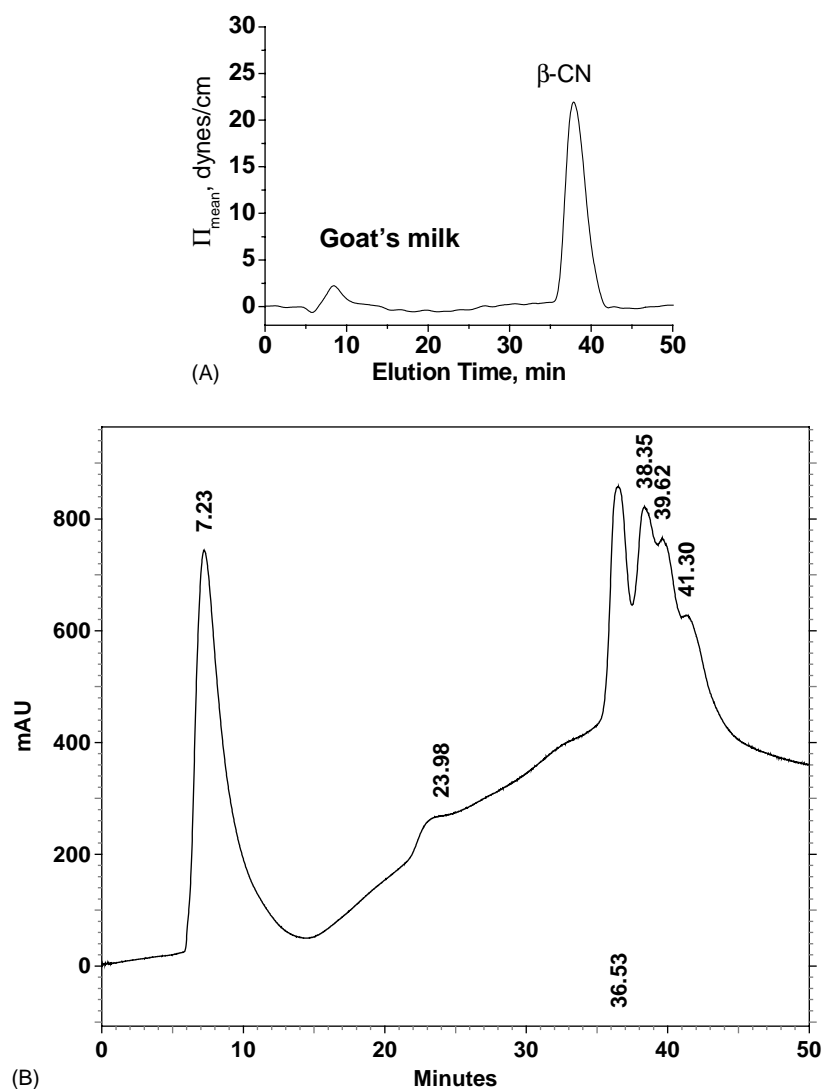 30
25
20
15
10
5
0
Πmean, dynes/cm
β-CN
Goat's milk
0 10 20 30 40 50
Elution Time, min
(A)
800
600
400
200
0
mAU
7.23
23.98
36.53
38.35
39.62
41.30
0 10 20 30 40 50
Minutes
(B)